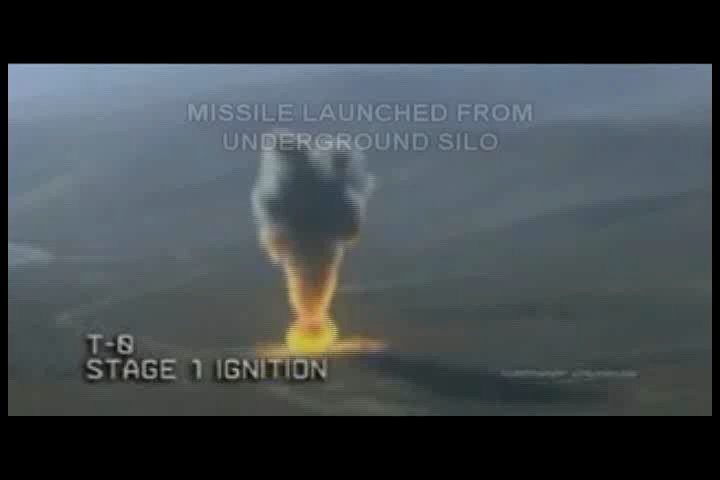 MISSILE LAUNCHED FROM
UNDERGROUND SILO
T-0
STAGE 1 IGNITION